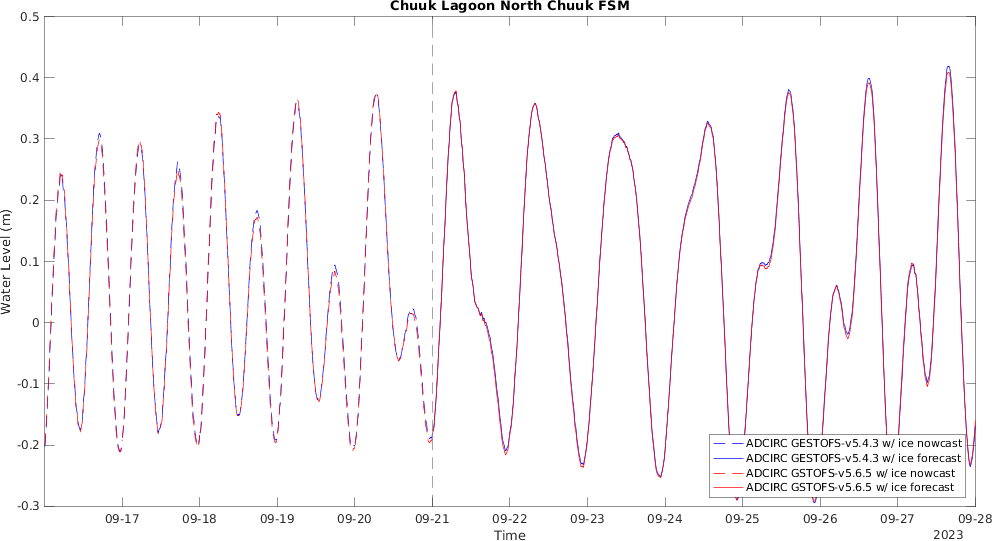 Chuuk Lagoon North Chuuk FSM
0.5
0.4
0.3
0.2
0.1
0
-0.1
-0.2
-0.3
Water Level (m)
ADCIRC GESTOFS-v5.4.3 w/ ice nowcast
ADCIRC GESTOFS-v5.4.3 w/ ice forecast
ADCIRC GSTOFS-v5.6.5 w/ ice nowcast
ADCIRC GSTOFS-v5.6.5 w/ ice forecast
09-17 09-18 09-19 09-20 09-21 09-22 09-23 09-24 09-25 09-26 09-27 09-28
Time
2023